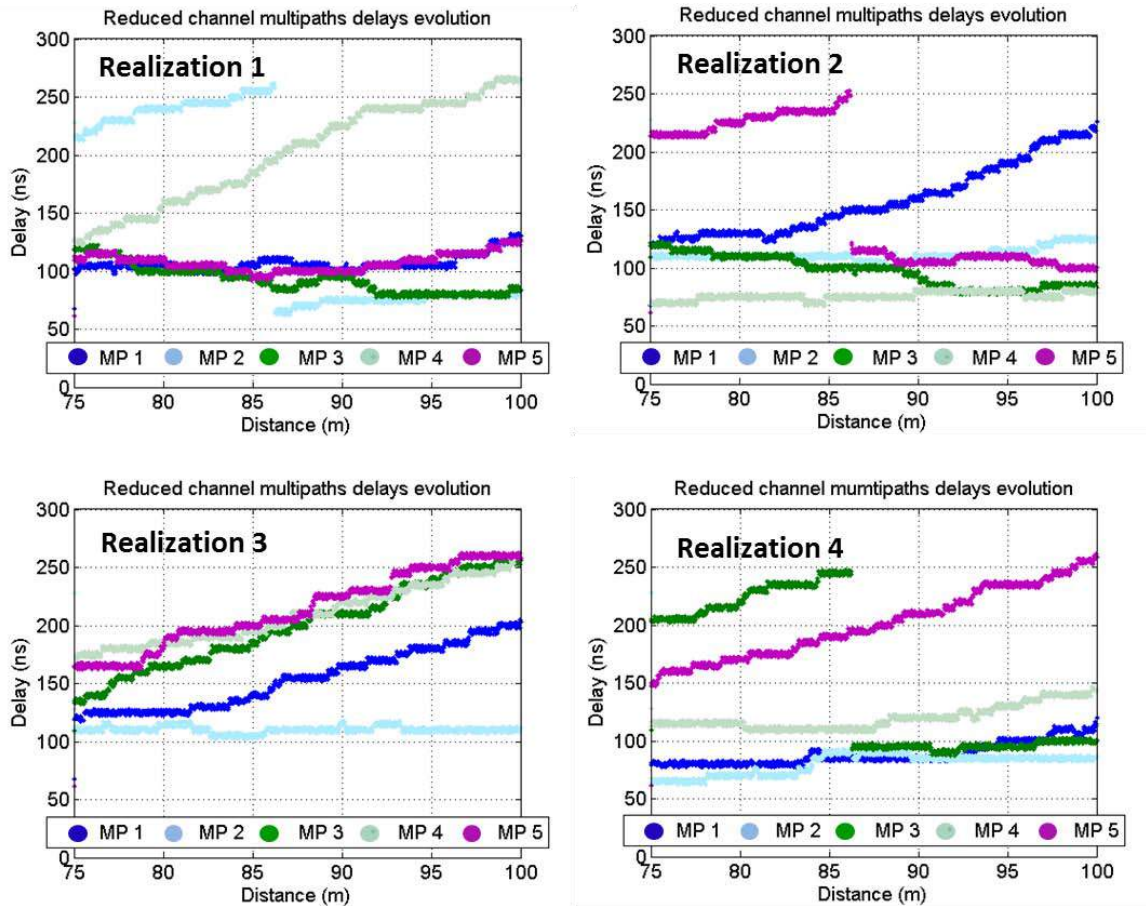 Reduced channel multipaths delays evolution
Realization 1
300
250
200
150
100
50
0
Delay (ns)
MP 1 MP 2 MP 3 MP 4 MP 5
75 80 85 90 95 100
Distance (m)
Reduced channel multipaths delays evolution
Realization 2
300
250
200
150
100
50
0
Delay (ns)
MP 1 MP 2 MP 3 MP 4 MP 5
75 80 85 90 95 100
Distance (m)
Reduced channel multipaths delays evolution
Realization 3
300
250
200
150
100
50
0
Delay (ns)
MP 1 MP 2 MP 3 MP 4 MP 5
75 80 85 90 95 100
Distance (m)
Reduced channel mumtipaths delays evolution
Realization 4
300
250
200
150
100
50
0
Delay (ns)
MP 1 MP 2 MP 3 MP 4 MP 5
75 80 85 90 95 100
Distance (m)